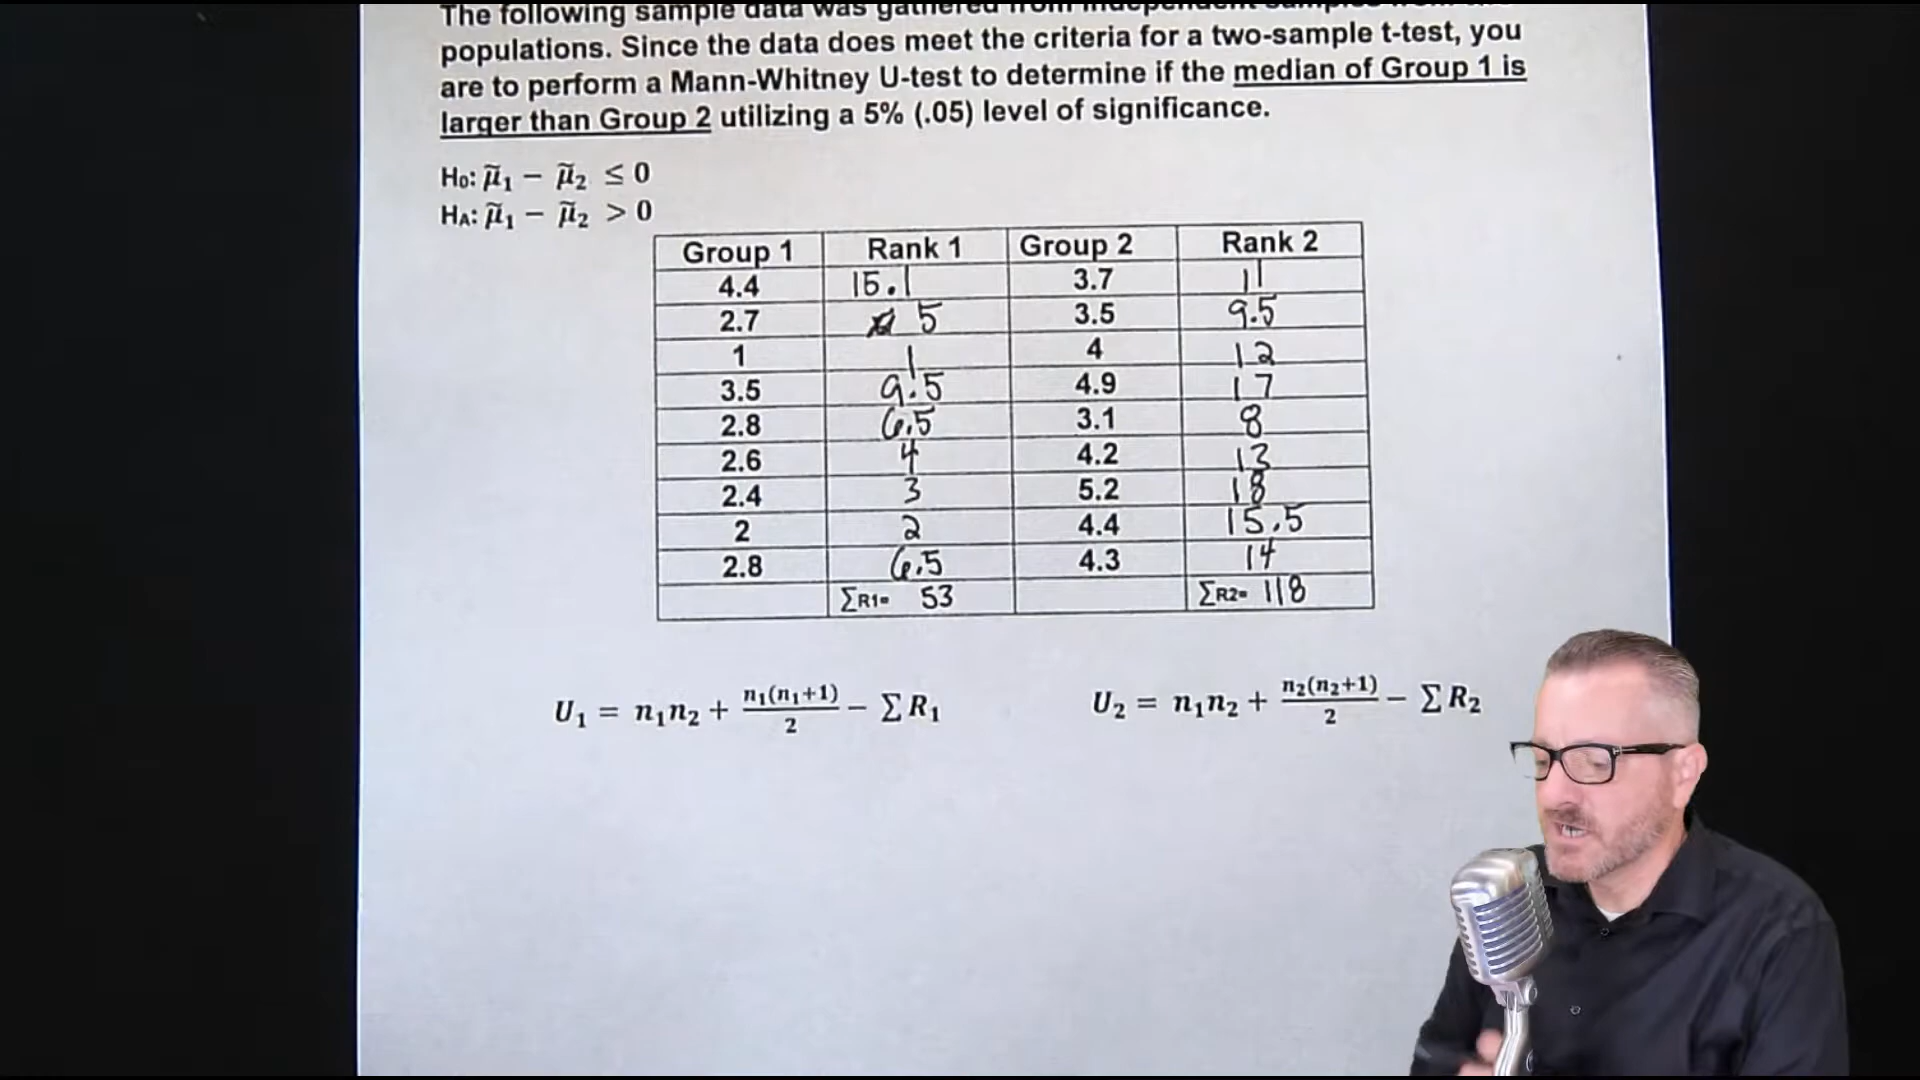 The following sample data was gathered from independent samples from
populations. Since the data does meet the criteria for a two-sample t-test, you
are to perform a Mann-Whitney U-test to determine if the median of Group 1 is
larger than Group 2 utilizing a 5% (.05) level of significance.
H₀: μ̃₁ − μ̃₂ ≤ 0
Hᴀ: μ̃₁ − μ̃₂ > 0
Group 1 Rank 1 Group 2 Rank 2
4.4 15.1 3.7 11
2.7 5 3.5 9.5
1 1 4 12
3.5 9.5 4.9 17
2.8 6.5 3.1 8
2.6 4 4.2 13
2.4 3 5.2 18
2 2 4.4 15.5
2.8 6.5 4.3 14
∑R1= 53 ∑R2= 118
U₁ = n₁n₂ + n₁(n₁+1)/2 − ∑ R₁ U₂ = n₁n₂ + n₂(n₂+1)/2 − ∑ R₂